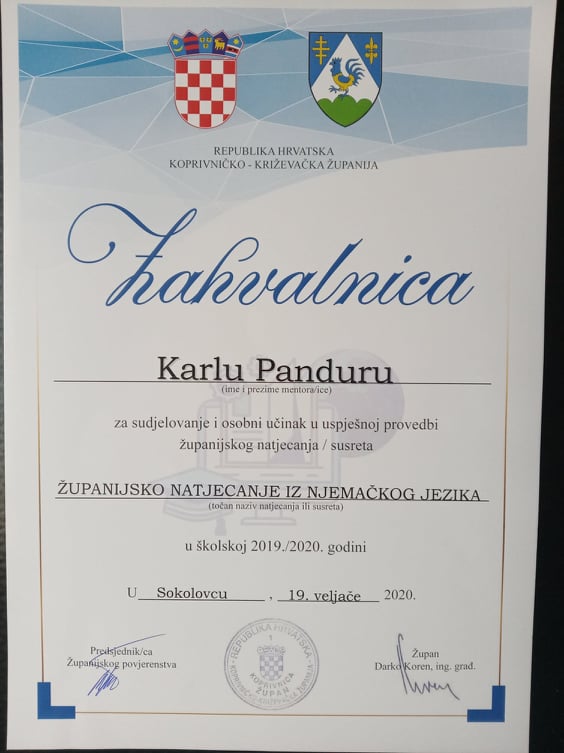 REPUBLIKA HRVATSKA
KOPRIVNIČKO - KRIŽEVAČKA ŽUPANIJA
Zahvalnica
Karlu Panduru
(ime i prezime mentora/ice)
za sudjelovanje i osobni učinak u uspješnoj provedbi
županijskog natjecanja / susreta
ŽUPANIJSKO NATJECANJE IZ NJEMAČKOG JEZIKA
(točan naziv natjecanja ili susreta)
u školskoj 2019./2020. godini
U Sokolovcu , 19. veljače 2020.
Predsjednik/ca
Županijskog povjerenstva
REPUBLIKA HRVATSKA
1
KOPRIVNIČKO-KRIŽEVAČKA ŽUPANIJA
KOPRIVNICA
ŽUPAN
Župan
Darko Koren, ing. grad.